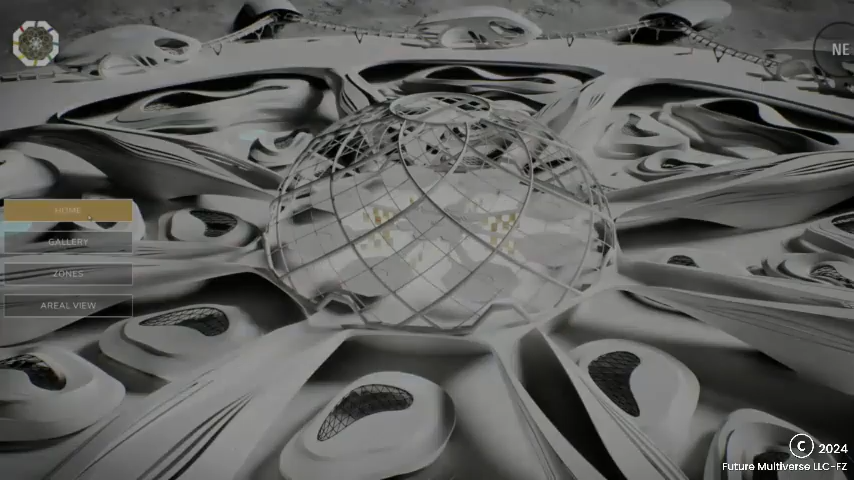 NE
HOME
GALLERY
ZONES
AREAL VIEW
© 2024
Future Multiverse LLC-FZ